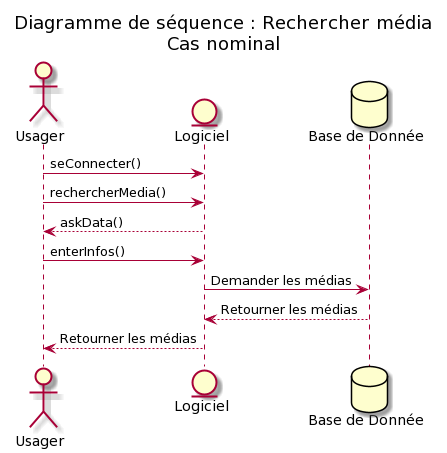 Diagramme de séquence : Rechercher média
Cas nominal
Usager
Logiciel
Base de Donnée
seConnecter()
rechercherMedia()
askData()
enterInfos()
Demander les médias
Retourner les médias
Retourner les médias
Usager
Logiciel
Base de Donnée